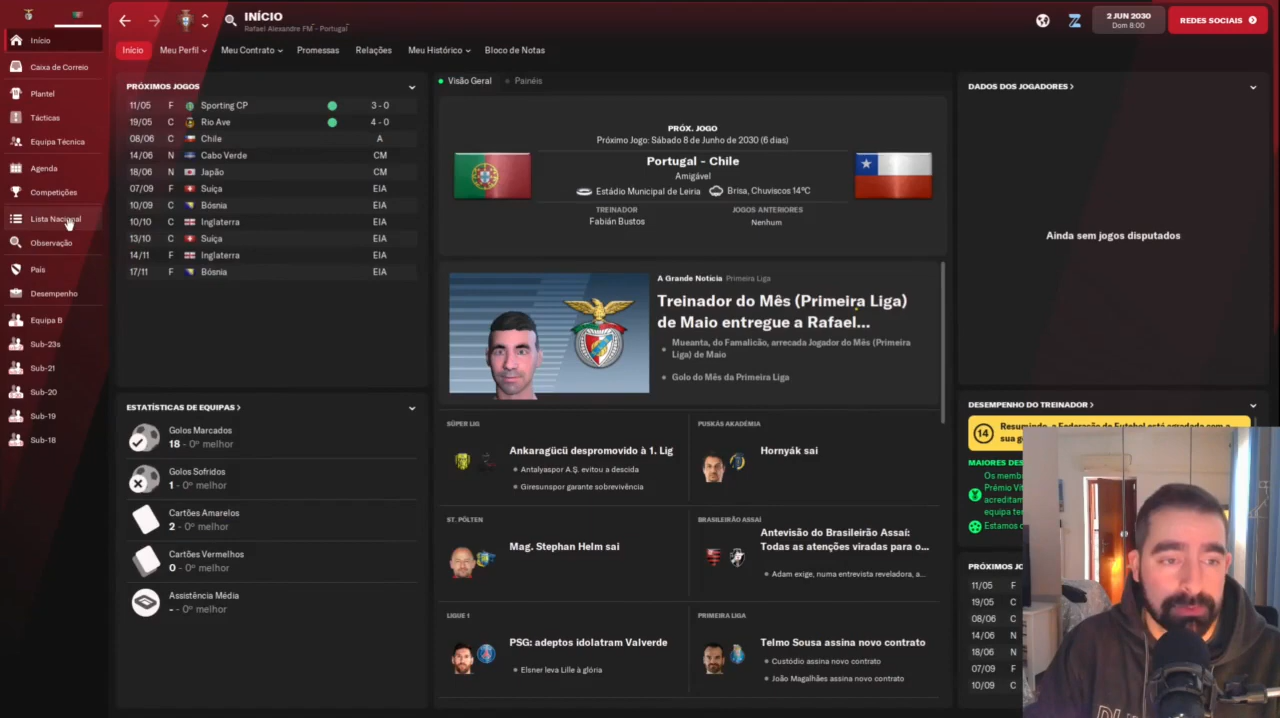 INÍCIO
Rafael Alexandre FM - Portugal
2 JUN 2030
Dom 8:00
REDES SOCIAIS
Início
Meu Perfil
Meu Contrato
Promessas
Relações
Meu Histórico
Bloco de Notas
Início
Caixa de Correio
Plantel
Tácticas
Equipa Técnica
Agenda
Competições
Lista Nacional
Observação
País
Desempenho
Equipa B
Sub-23s
Sub-21
Sub-20
Sub-19
Sub-18
PRÓXIMOS JOGOS
11/05 F Sporting CP 3 - 0
19/05 C Rio Ave 4 - 0
08/06 C Chile A
14/06 N Cabo Verde CM
18/06 N Japão CM
07/09 F Suíça EIA
10/09 C Bósnia EIA
10/10 C Inglaterra EIA
13/10 C Suíça EIA
14/11 F Inglaterra EIA
17/11 F Bósnia EIA
ESTATÍSTICAS DE EQUIPAS >
Golos Marcados
18 - 0º melhor
Golos Sofridos
1 - 0º melhor
Cartões Amarelos
2 - 0º melhor
Cartões Vermelhos
0 - 0º melhor
Assistência Média
- - 0º melhor
Visão Geral
Painéis
PRÓX. JOGO
Próximo Jogo: Sábado 8 de Junho de 2030 (6 dias)
Portugal - Chile
Amigável
Estádio Municipal de Leiria
Brisa, Chuviscos 14ºC
TREINADOR
Fabián Bustos
JOGOS ANTERIORES
Nenhum
A Grande Notícia Primeira Liga
Treinador do Mês (Primeira Liga)
de Maio entregue a Rafael...
Mueanta, do Famalicão, arrecada Jogador do Mês (Primeira
Liga) de Maio
Golo do Mês da Primeira Liga
SÜPER LIG
Ankaragücü despromovido à 1. Lig
Antalyaspor A.Ş. evitou a descida
Giresunspor garante sobrevivência
PUSKÁS AKADÉMIA
Hornyák sai
ST. PÖLTEN
Mag. Stephan Helm sai
BRASILEIRÃO ASSAÍ
Antevisão do Brasileirão Assaí:
Todas as atenções viradas para o...
Adam exige, numa entrevista reveladora, a...
LIGUE 1
PSG: adeptos idolatram Valverde
Elsner leva Lille à glória
PRIMEIRA LIGA
Telmo Sousa assina novo contrato
Custódio assina novo contrato
João Magalhães assina novo contrato
DADOS DOS JOGADORES >
Ainda sem jogos disputados
DESEMPENHO DO TREINADOR >
14
Resumindo, a Federação de Futebol está agradada com a
sua
MAIORES DES
Os memb
Prémio Vit
acreditam
equipa ter
Estamos
PRÓXIMOS JO
11/05 F
19/05 C
08/06 C
14/06 N
18/06 N
07/09 F
10/09 C